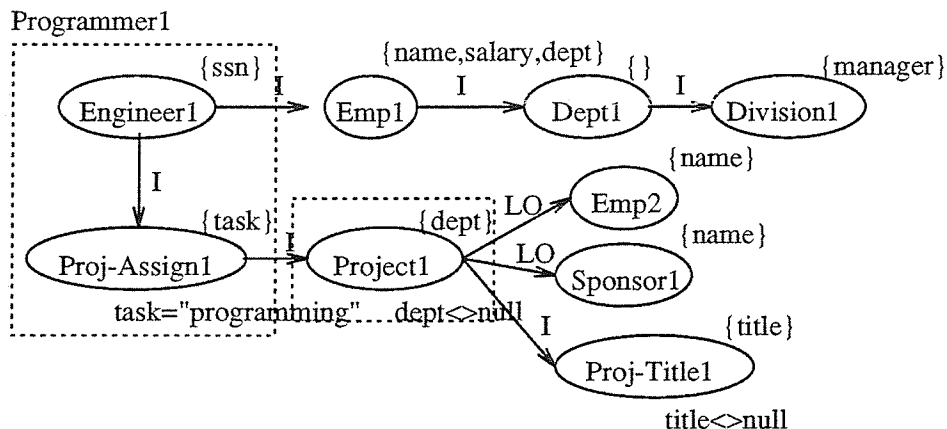 Programmer1
{ssn}
I
{name,salary,dept}
I
{}
I
{manager}
Engineer1
Emp1
Dept1
Division1
I
{name}
LO
Emp2
{task}
I
{dept}
LO
{name}
Proj-Assign1
Project1
Sponsor1
task="programming"
dept<>null
I
{title}
Proj-Title1
title<>null